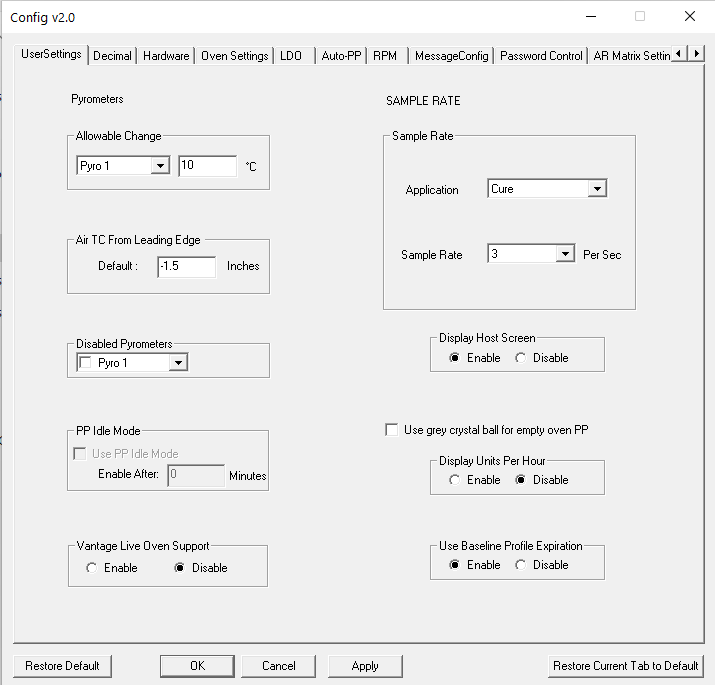 Config v2.0
UserSettings
Decimal
Hardware
Oven Settings
LDO
Auto-PP
RPM
MessageConfig
Password Control
AR Matrix Settin
Pyrometers
Allowable Change
Pyro 1
10
°C
Air TC From Leading Edge
Default :
-1.5
Inches
Disabled Pyrometers
Pyro 1
PP Idle Mode
Use PP Idle Mode
Enable After:
0
Minutes
Vantage Live Oven Support
Enable
Disable
SAMPLE RATE
Sample Rate
Application
Cure
Sample Rate
3
Per Sec
Display Host Screen
Enable
Disable
Use grey crystal ball for empty oven PP
Display Units Per Hour
Enable
Disable
Use Baseline Profile Expiration
Enable
Disable
Restore Default
OK
Cancel
Apply
Restore Current Tab to Default